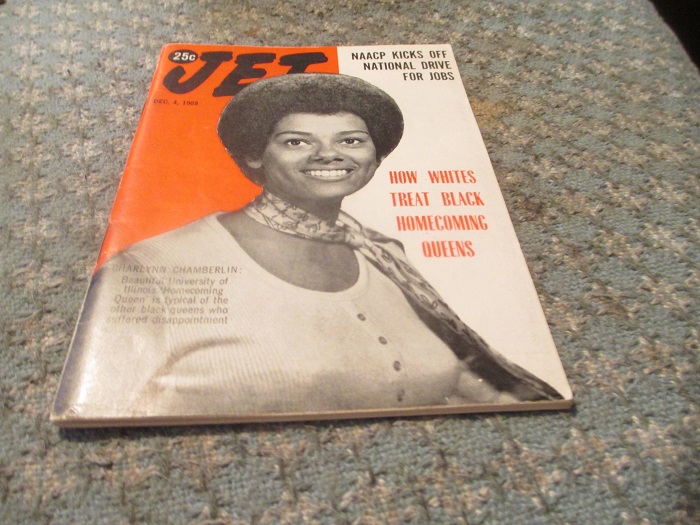 25c
JET
DEC. 4, 1969
NAACP KICKS OFF
NATIONAL DRIVE
FOR JOBS
HOW WHITES
TREAT BLACK
HOMECOMING
QUEENS
SHARLYNN CHAMBERLIN:
Beautiful University of
Illinois 'Homecoming
Queen' is typical of the
other black queens who
suffered disappointment